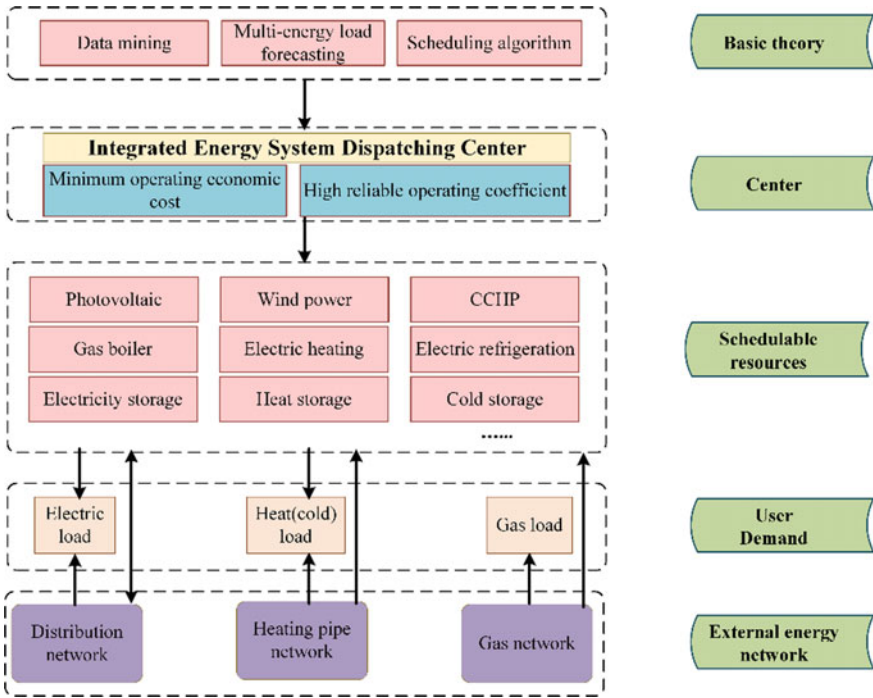 Data mining
Multi-energy load
forecasting
Scheduling algorithm
Basic theory
Integrated Energy System Dispatching Center
Minimum operating economic
cost
High reliable operating coefficient
Center
Photovoltaic
Wind power
CCHP
Gas boiler
Electric heating
Electric refrigeration
Electricity storage
Heat storage
Cold storage
......
Schedulable
resources
Electric
load
Heat(cold)
load
Gas load
User
Demand
Distribution
network
Heating pipe
network
Gas network
External energy
network